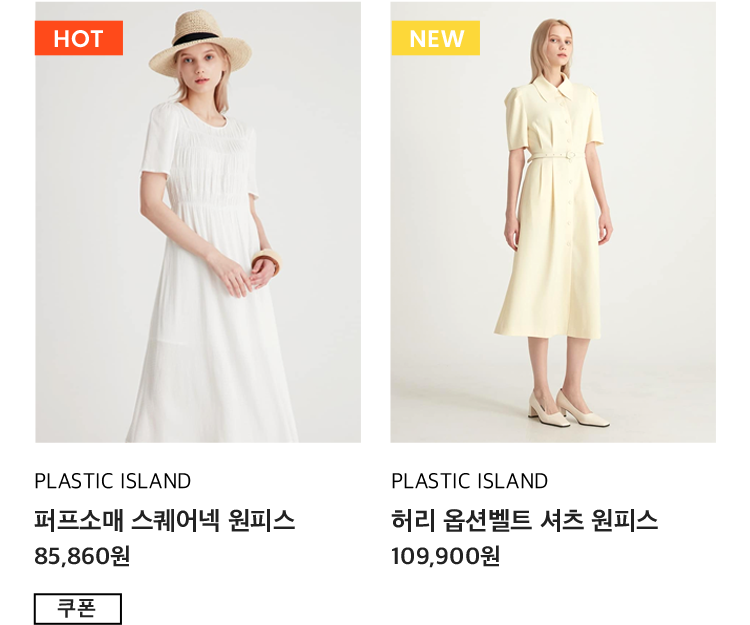 HOT
NEW
PLASTIC ISLAND
퍼프소매 스퀘어넥 원피스
85,860원
쿠폰
PLASTIC ISLAND
허리 옵션벨트 셔츠 원피스
109,900원